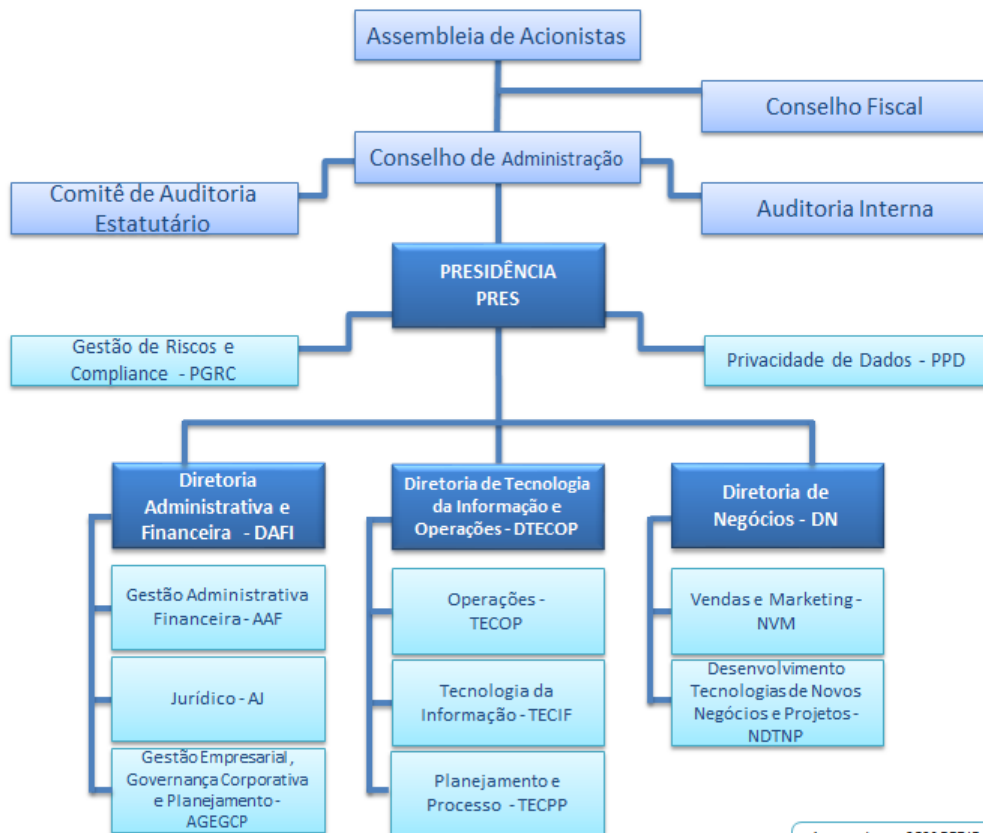 Assembleia de Acionistas
Conselho Fiscal
Conselho de Administração
Comitê de Auditoria
Estatutário
Auditoria Interna
PRESIDÊNCIA
PRES
Gestão de Riscos e
Compliance - PGRC
Privacidade de Dados - PPD
Diretoria
Administrativa e
Financeira - DAFI
Diretoria de Tecnologia
da Informação e
Operações - DTECOP
Diretoria de
Negócios - DN
Gestão Administrativa
Financeira - AAF
Operações -
TECOP
Vendas e Marketing -
NVM
Jurídico - AJ
Tecnologia da
Informação - TECIF
Desenvolvimento
Tecnologias de Novos
Negócios e Projetos -
NDTNP
Gestão Empresarial,
Governança Corporativa
e Planejamento -
AGEGCP
Planejamento e
Processo - TECPP